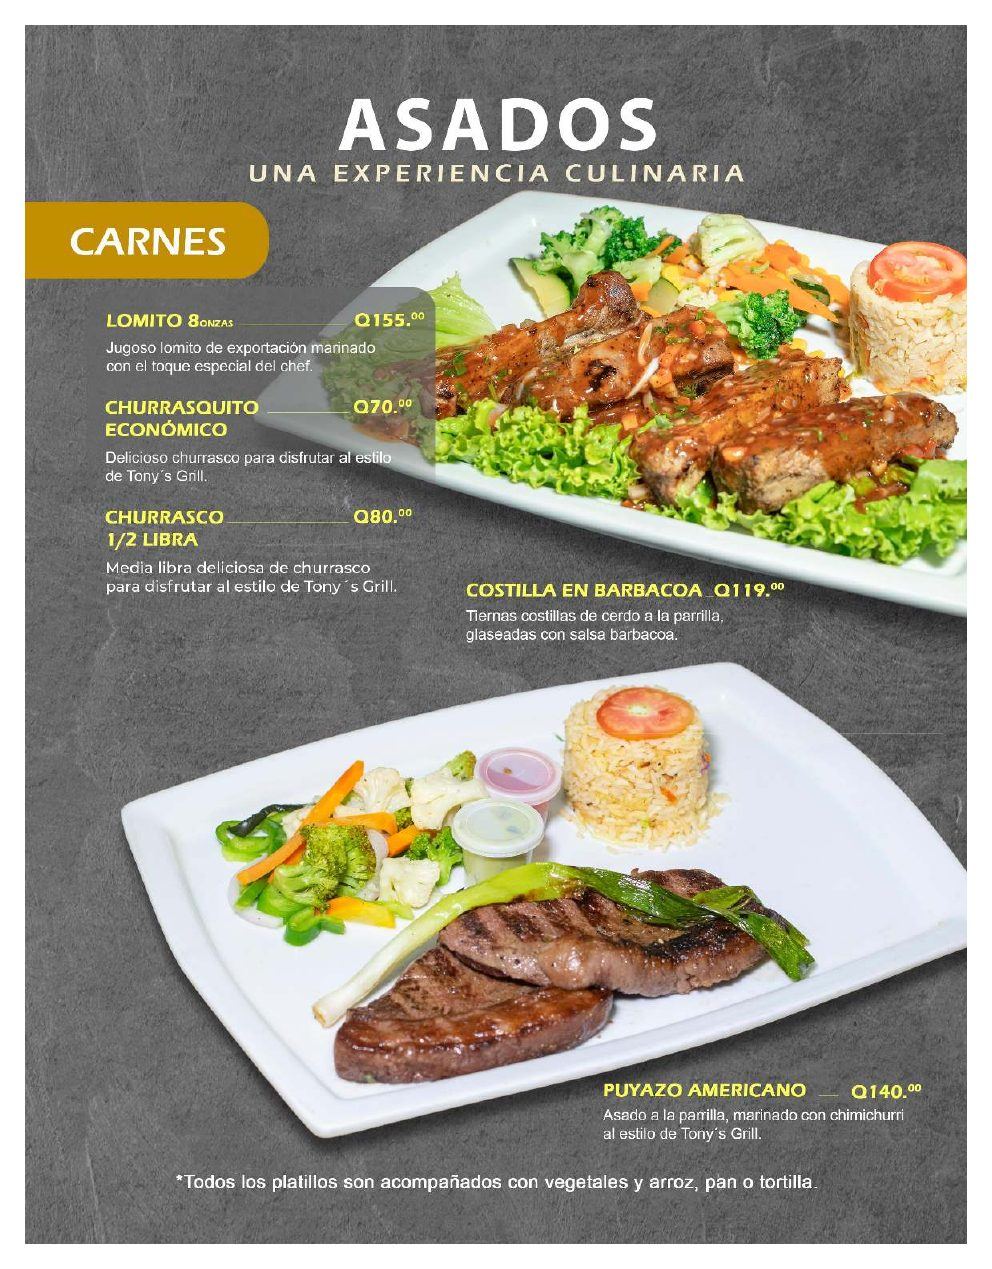 ASADOS
UNA EXPERIENCIA CULINARIA
CARNES
LOMITO 8ONZAS Q155.00
Jugoso lomito de exportación marinado
con el toque especial del chef.
CHURRASQUITO Q70.00
ECONÓMICO
Delicioso churrasco para disfrutar al estilo
de Tony´s Grill.
CHURRASCO Q80.00
1/2 LIBRA
Media libra deliciosa de churrasco
para disfrutar al estilo de Tony´s Grill.
COSTILLA EN BARBACOA Q119.00
Tiernas costillas de cerdo a la parrilla,
glaseadas con salsa barbacoa.
PUYAZO AMERICANO Q140.00
Asado a la parrilla, marinado con chimichurri
al estilo de Tony´s Grill.
*Todos los platillos son acompañados con vegetales y arroz, pan o tortilla.